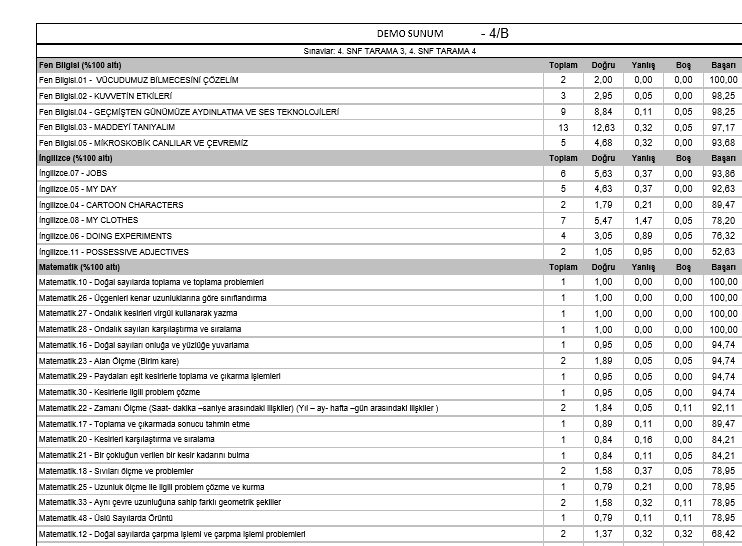 DEMO SUNUM - 4/B
Sınavlar: 4. SNF TARAMA 3, 4. SNF TARAMA 4
Fen Bilgisi (%100 altı) Toplam Doğru Yanlış Boş Başarı
Fen Bilgisi.01 - VÜCUDUMUZ BİLMECESİNİ ÇÖZELİM 2 2,00 0,00 0,00 100,00
Fen Bilgisi.02 - KUVVETİN ETKİLERİ 3 2,95 0,05 0,00 98,25
Fen Bilgisi.04 - GEÇMİŞTEN GÜNÜMÜZE AYDINLATMA VE SES TEKNOLOJİLERİ 9 8,84 0,11 0,05 98,25
Fen Bilgisi.03 - MADDEYİ TANIYALIM 13 12,63 0,32 0,05 97,17
Fen Bilgisi.05 - MİKROSKOBİK CANLILAR VE ÇEVREMİZ 5 4,68 0,32 0,00 93,68
İngilizce (%100 altı) Toplam Doğru Yanlış Boş Başarı
İngilizce.07 - JOBS 6 5,63 0,37 0,00 93,86
İngilizce.05 - MY DAY 5 4,63 0,37 0,00 92,63
İngilizce.04 - CARTOON CHARACTERS 2 1,79 0,21 0,00 89,47
İngilizce.08 - MY CLOTHES 7 5,47 1,47 0,05 78,20
İngilizce.06 - DOING EXPERIMENTS 4 3,05 0,89 0,05 76,32
İngilizce.11 - POSSESSIVE ADJECTIVES 2 1,05 0,95 0,00 52,63
Matematik (%100 altı) Toplam Doğru Yanlış Boş Başarı
Matematik.10 - Doğal sayılarda toplama ve toplama problemleri 1 1,00 0,00 0,00 100,00
Matematik.26 - Üçgenleri kenar uzunluklarına göre sınıflandırma 1 1,00 0,00 0,00 100,00
Matematik.27 - Ondalık kesirleri virgül kullanarak yazma 1 1,00 0,00 0,00 100,00
Matematik.28 - Ondalık sayıları karşılaştırma ve sıralama 1 1,00 0,00 0,00 100,00
Matematik.16 - Doğal sayıları onluğa ve yüzlüğe yuvarlama 1 0,95 0,05 0,00 94,74
Matematik.23 - Alan Ölçme (Birim kare) 2 1,89 0,05 0,05 94,74
Matematik.29 - Paydaları eşit kesirlerle toplama ve çıkarma işlemleri 1 0,95 0,05 0,00 94,74
Matematik.30 - Kesirlerle ilgili problem çözme 1 0,95 0,05 0,00 94,74
Matematik.22 - Zamanı Ölçme (Saat- dakika –saniye arasındaki ilişkiler) (Yıl – ay- hafta –gün arasındaki ilişkiler ) 2 1,84 0,05 0,11 92,11
Matematik.17 - Toplama ve çıkarmada sonucu tahmin etme 1 0,89 0,11 0,00 89,47
Matematik.20 - Kesirleri karşılaştırma ve sıralama 1 0,84 0,16 0,00 84,21
Matematik.21 - Bir çokluğun verilen bir kesir kadarını bulma 1 0,84 0,11 0,05 84,21
Matematik.18 - Sıvıları ölçme ve problemler 2 1,58 0,37 0,05 78,95
Matematik.25 - Uzunluk ölçme ile ilgili problem çözme ve kurma 1 0,79 0,21 0,00 78,95
Matematik.33 - Aynı çevre uzunluğuna sahip farklı geometrik şekiller 2 1,58 0,32 0,11 78,95
Matematik.48 - Üslü Sayılarda Örüntü 1 0,79 0,11 0,11 78,95
Matematik.12 - Doğal sayılarda çarpma işlemi ve çarpma işlemi problemleri 2 1,37 0,32 0,32 68,42